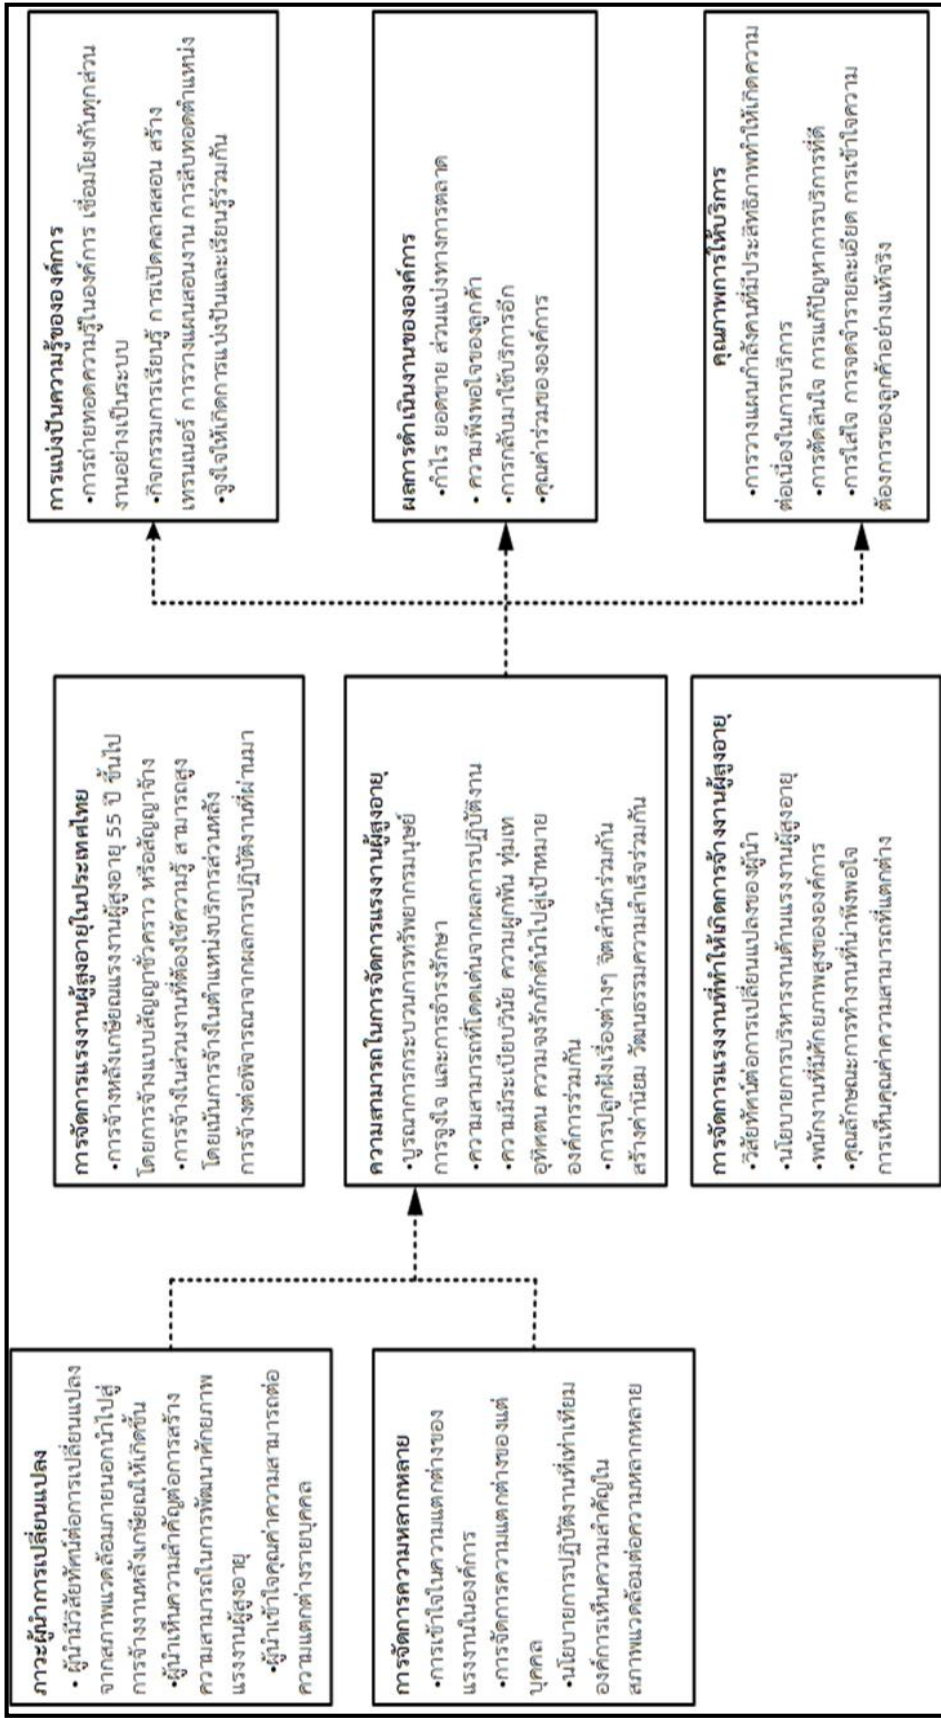 ภาวะผู้นำการเปลี่ยนแปลง
• ผู้นำมีวิสัยทัศน์ต่อการเปลี่ยนแปลง
จากสภาพแวดล้อมภายนอกนำไปสู่
การจ้างงานหลังเกษียณให้เกิดขึ้น
•ผู้นำเห็นความสำคัญต่อการสร้าง
ความสามารถในการพัฒนาศักยภาพ
แรงงานผู้สูงอายุ
•ผู้นำเข้าใจคุณค่าความสามารถต่อ
ความแตกต่างรายบุคคล
การจัดการความหลากหลาย
•การเข้าใจในความแตกต่างของ
แรงงานในองค์การ
•การจัดการความแตกต่างของแต่
บุคคล
•นโยบายการปฏิบัติงานที่เท่าเทียม
องค์การเห็นความสำคัญใน
สภาพแวดล้อมต่อความหลากหลาย
การจัดการแรงงานผู้สูงอายุในประเทศไทย
•การจ้างหลังเกษียณแรงงานผู้สูงอายุ 55 ปี ขึ้นไป
โดยการจ้างแบบสัญญาชั่วคราว หรือสัญญาจ้าง
•การจ้างในส่วนงานที่ต้องใช้ความรู้ สามารถสูง
โดยเน้นการจ้างในตำแหน่งบริการส่วนหลัง
การจ้างต่อพิจารณาจากผลการปฏิบัติงานที่ผ่านมา
ความสามารถในการจัดการแรงงานผู้สูงอายุ
•บูรณาการกระบวนการทรัพยากรมนุษย์
การจูงใจ และการธำรงรักษา
•ความสามารถที่โดดเด่นจากผลการปฏิบัติงาน
•ความมีระเบียบวินัย ความผูกพัน ทุ่มเท
อุทิศตน ความจงรักภักดีนำไปสู่เป้าหมาย
องค์การร่วมกัน
•การปลูกฝังเรื่องต่างๆ จิตสำนึกร่วมกัน
สร้างค่านิยม วัฒนธรรมความสำเร็จร่วมกัน
การจัดการแรงงานที่ทำให้เกิดการจ้างงานผู้สูงอายุ
•วิสัยทัศน์ต่อการเปลี่ยนแปลงของผู้นำ
•นโยบายการบริหารงานด้านแรงงานผู้สูงอายุ
•พนักงานที่มีศักยภาพสูงขององค์การ
•คุณลักษณะการทำงานที่น่าพึงพอใจ
การเห็นคุณค่าความสามารถที่แตกต่าง
การแบ่งปันความรู้ขององค์การ
•การถ่ายทอดความรู้ในองค์การ เชื่อมโยงกันทุกส่วน
งานอย่างเป็นระบบ
•กิจกรรมการเรียนรู้ การเปิดคลาสสอน สร้าง
เทรนเนอร์ การวางแผนสอนงาน การสืบทอดตำแหน่ง
•จูงใจให้เกิดการแบ่งปันและเรียนรู้ร่วมกัน
ผลการดำเนินงานขององค์การ
•กำไร ยอดขาย ส่วนแบ่งทางการตลาด
• ความพึงพอใจของลูกค้า
•การกลับมาใช้บริการอีก
•คุณค่าร่วมขององค์การ
คุณภาพการให้บริการ
•การวางแผนกำลังคนที่มีประสิทธิภาพทำให้เกิดความ
ต่อเนื่องในการบริการ
•การตัดสินใจ การแก้ปัญหาการบริการที่ดี
•การใส่ใจ การจดจำรายละเอียด การเข้าใจความ
ต้องการของลูกค้าอย่างแท้จริง